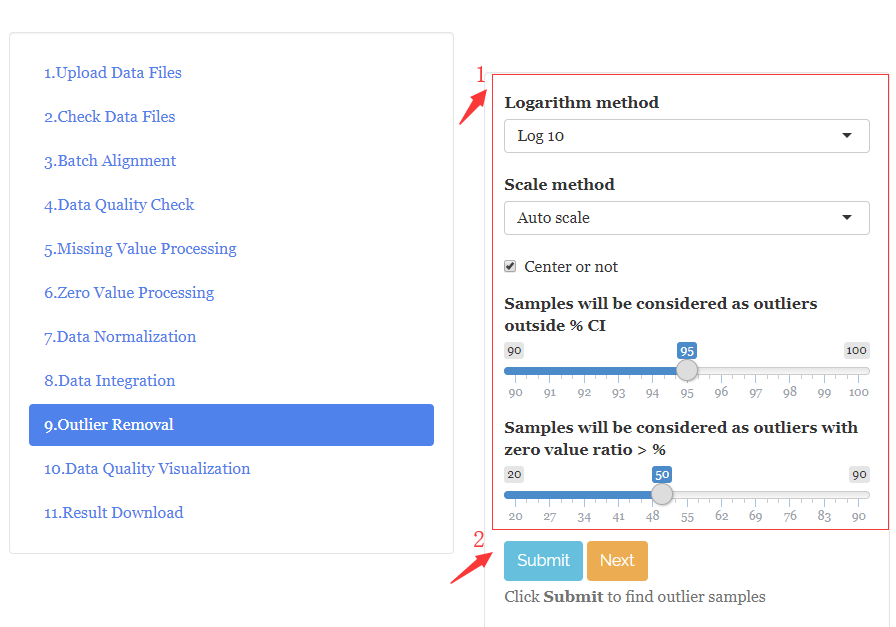 1.Upload Data Files
2.Check Data Files
3.Batch Alignment
4.Data Quality Check
5.Missing Value Processing
6.Zero Value Processing
7.Data Normalization
8.Data Integration
9.Outlier Removal
10.Data Quality Visualization
11.Result Download
1
Logarithm method
Log 10
Scale method
Auto scale
Center or not
Samples will be considered as outliers
outside % CI
90 95 100
90 91 92 93 94 95 96 97 98 99 100
Samples will be considered as outliers with
zero value ratio > %
20 50 90
20 27 34 41 48 55 62 69 76 83 90
2
Submit Next
Click Submit to find outlier samples